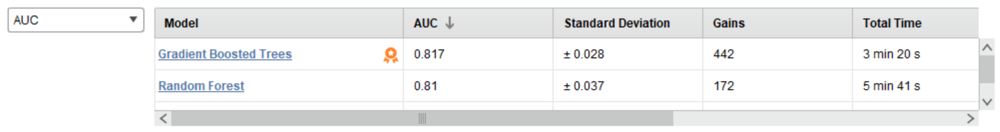 AUC
Model AUC Standard Deviation Gains Total Time
Gradient Boosted Trees 0.817 ± 0.028 442 3 min 20 s
Random Forest 0.81 ± 0.037 172 5 min 41 s